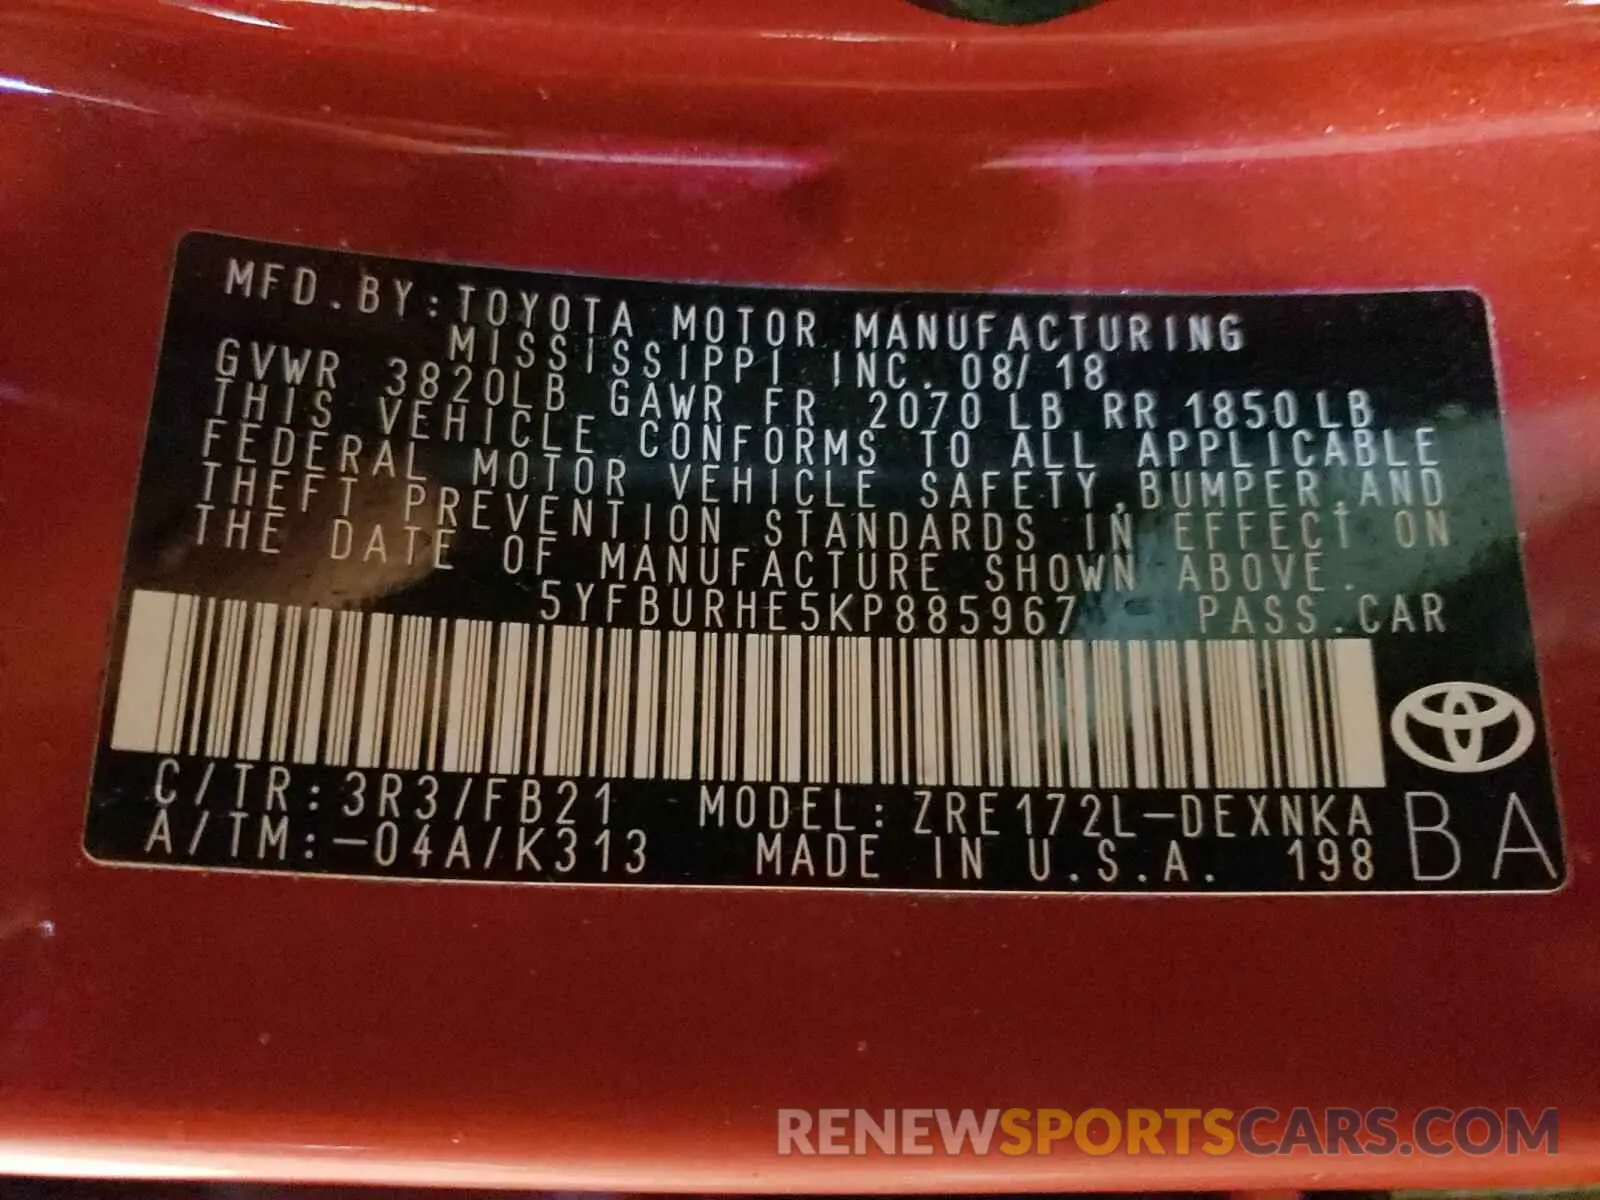 MFD.BY:TOYOTA MOTOR MANUFACTURING
MISSISSIPPI INC. 08/18
GVWR 3820LB GAWR FR 2070LB RR 1850LB
THIS VEHICLE CONFORMS TO ALL APPLICABLE
FEDERAL MOTOR VEHICLE SAFETY,BUMPER,AND
THEFT PREVENTION STANDARDS IN EFFECT ON
THE DATE OF MANUFACTURE SHOWN ABOVE.
5YFBURHE5KP885967 PASS.CAR
C/TR:3R3/FB21 MODEL:ZRE172L-DEXNKA
A/TM:-04A/K313 MADE IN U.S.A. 198 BA
RENEWSPORTSCARS.COM